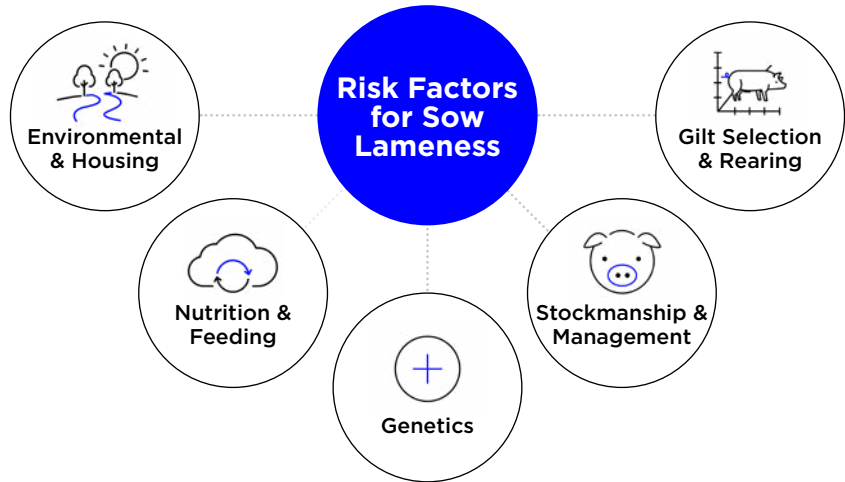 Risk Factors
for Sow
Lameness
Environmental
& Housing
Gilt Selection
& Rearing
Nutrition &
Feeding
Stockmanship &
Management
Genetics